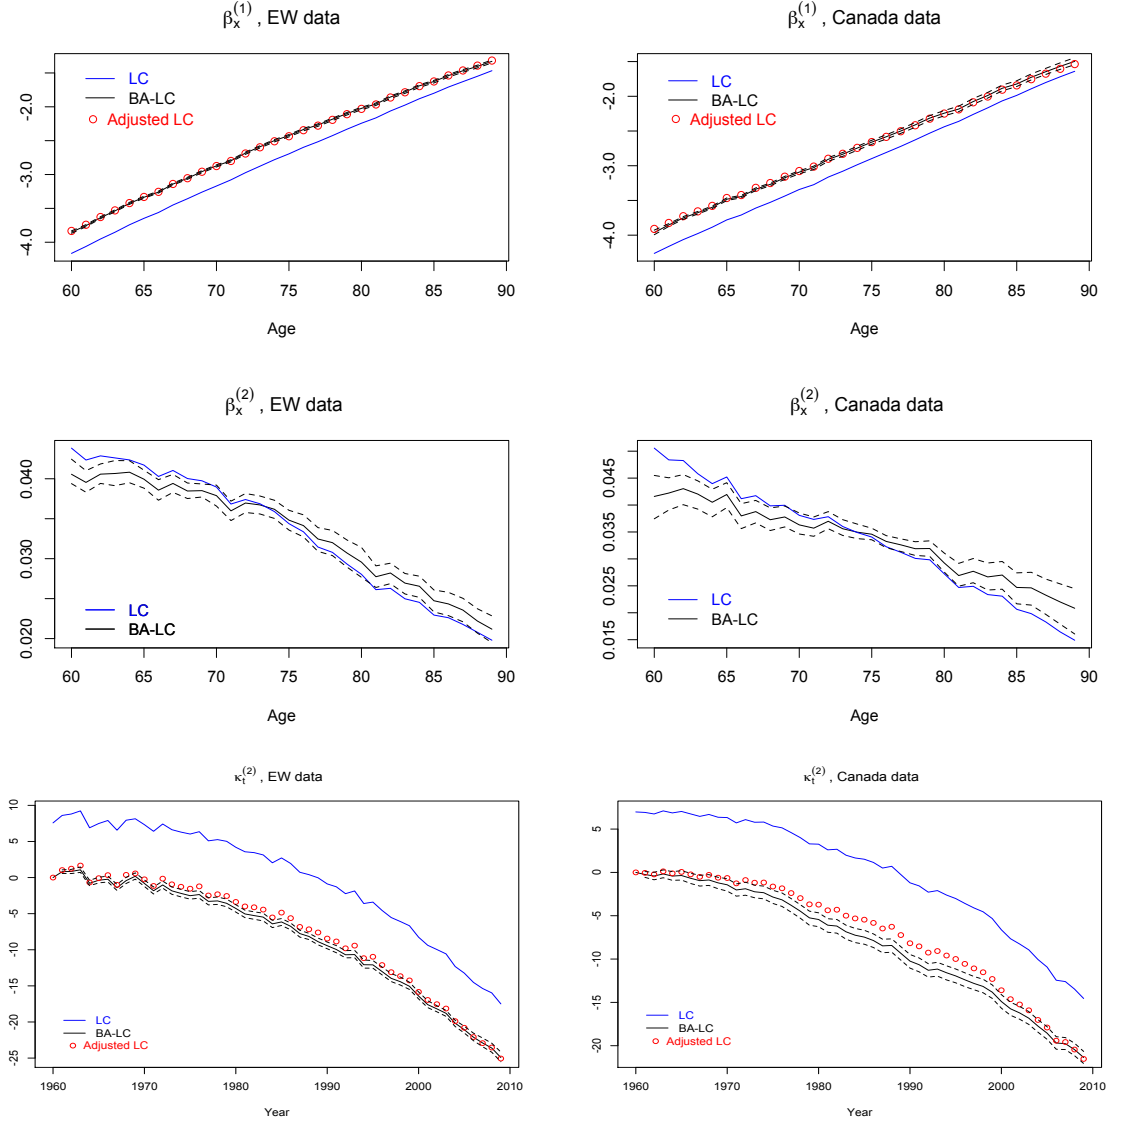 βx(1) , EW data
LC
BA-LC
Adjusted LC
-4.0 -3.0 -2.0
60 65 70 75 80 85 90
Age
βx(1) , Canada data
LC
BA-LC
Adjusted LC
-4.0 -3.0 -2.0
60 65 70 75 80 85 90
Age
βx(2) , EW data
LC
BA-LC
0.020 0.030 0.040
60 65 70 75 80 85 90
Age
βx(2) , Canada data
LC
BA-LC
0.015 0.025 0.035 0.045
60 65 70 75 80 85 90
Age
κt(2) , EW data
10
5
0
-5
-10
-15
-20
-25
LC
BA-LC
Adjusted LC
1960 1970 1980 1990 2000 2010
Year
κt(2) , Canada data
5
0
-5
-10
-15
-20
LC
BA-LC
Adjusted LC
1960 1970 1980 1990 2000 2010
Year